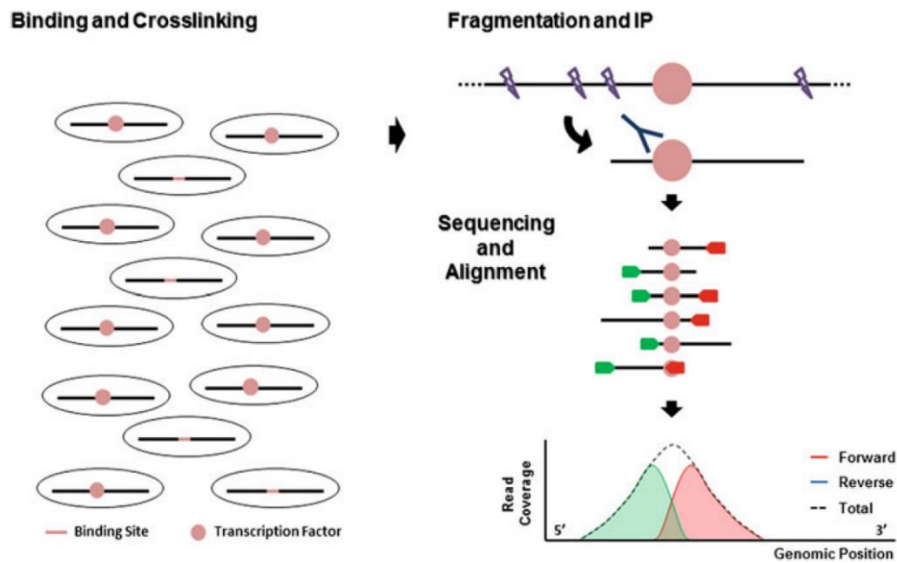 Binding and Crosslinking
Fragmentation and IP
Sequencing
and
Alignment
Binding Site
Transcription Factor
Read
Coverage
5′
3′
Forward
Reverse
Total
Genomic Position